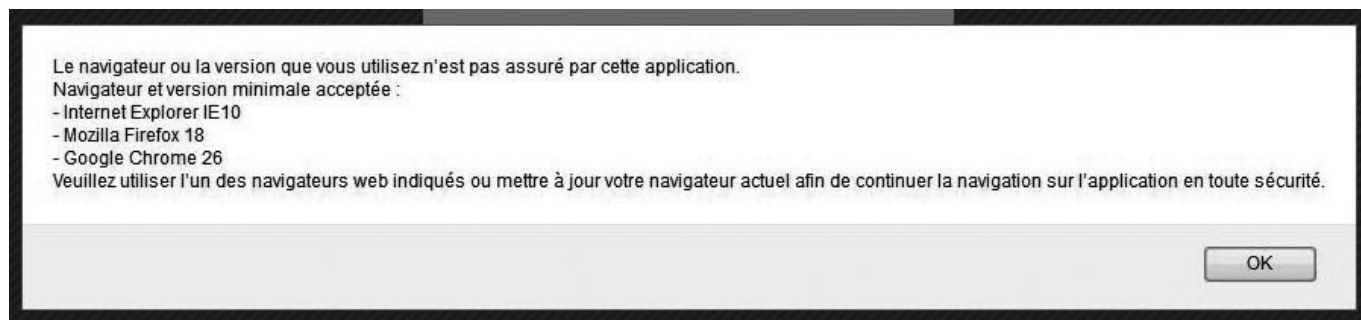 Le navigateur ou la version que vous utilisez n'est pas assuré par cette application.
Navigateur et version minimale acceptée :
- Internet Explorer IE10
- Mozilla Firefox 18
- Google Chrome 26
Veuillez utiliser l'un des navigateurs web indiqués ou mettre à jour votre navigateur actuel afin de continuer la navigation sur l'application en toute sécurité.
OK